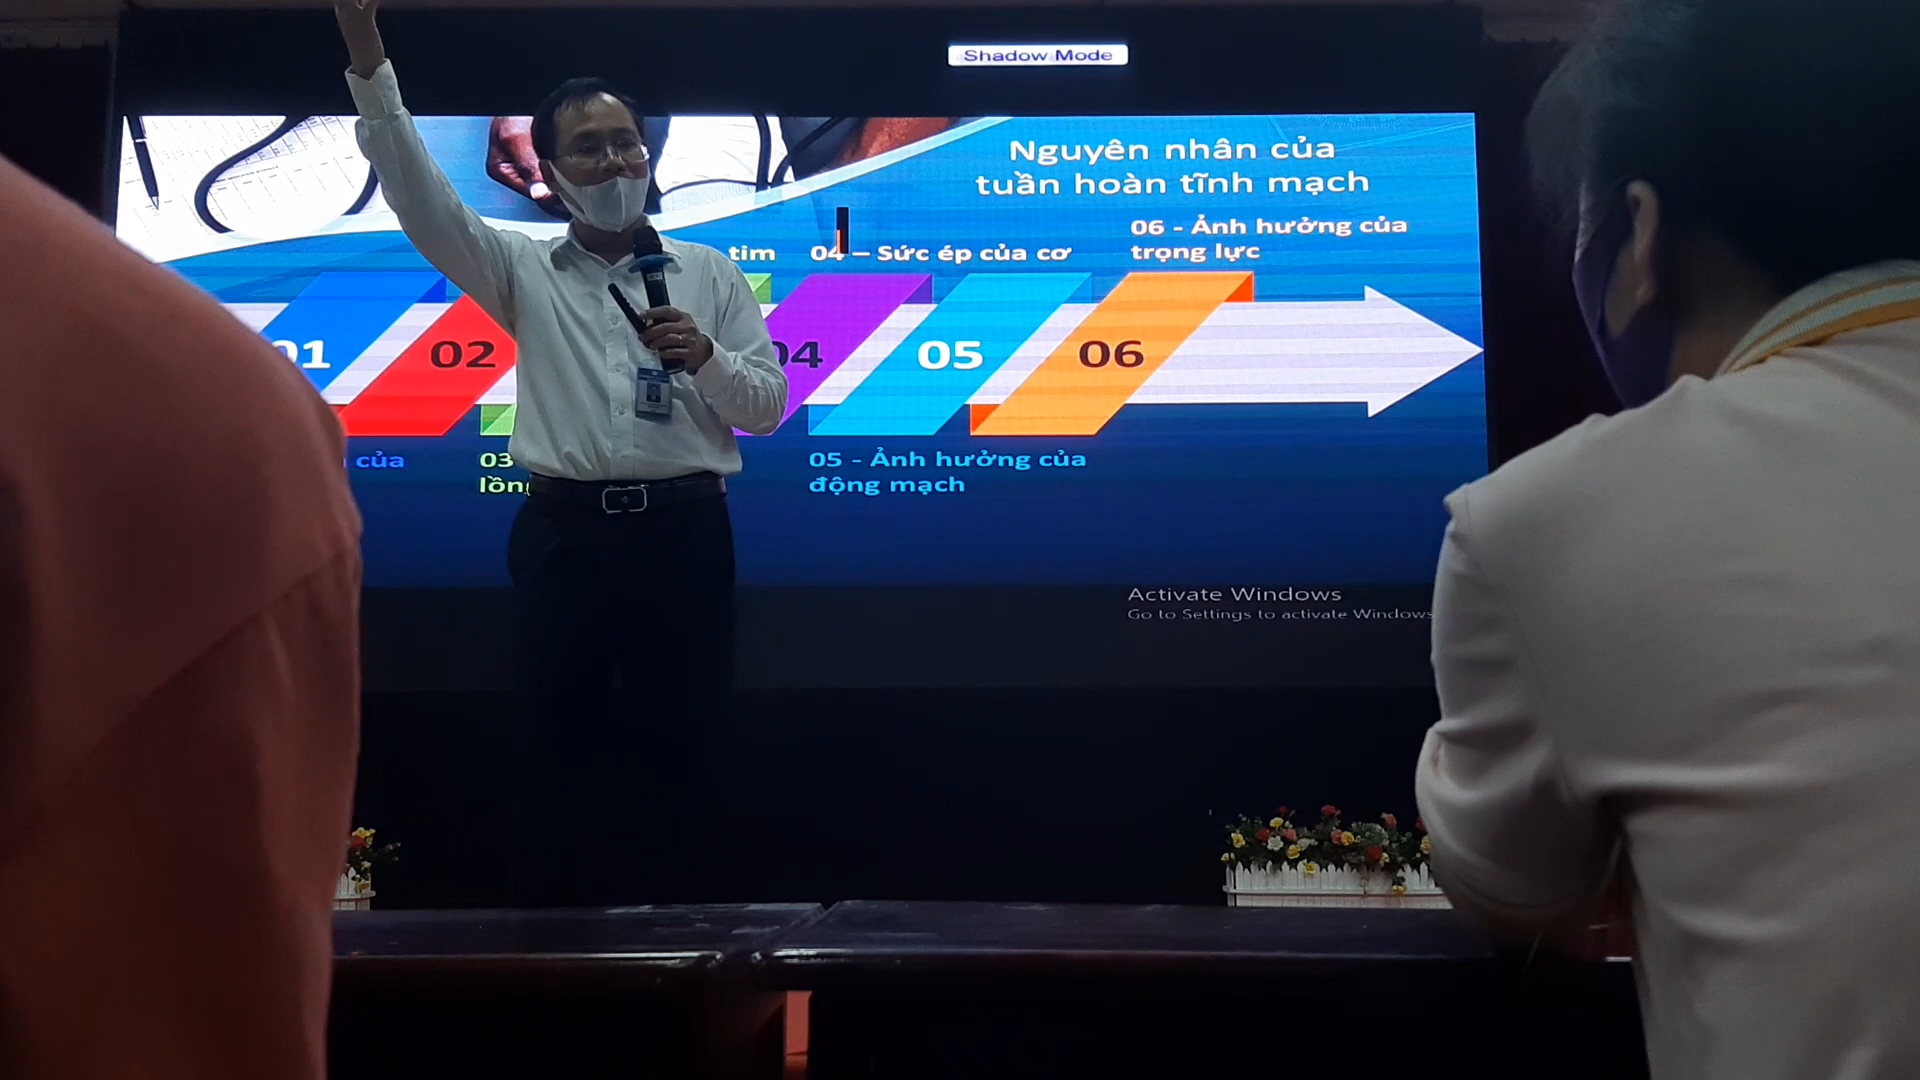 Shadow Mode
Nguyên nhân của
tuần hoàn tĩnh mạch
tim
04 – Sức ép của cơ
06 - Ảnh hưởng của
trọng lực
01
02
04
05
06
của
03
05 - Ảnh hưởng của
động mạch
Activate Windows
Go to Settings to activate Windows